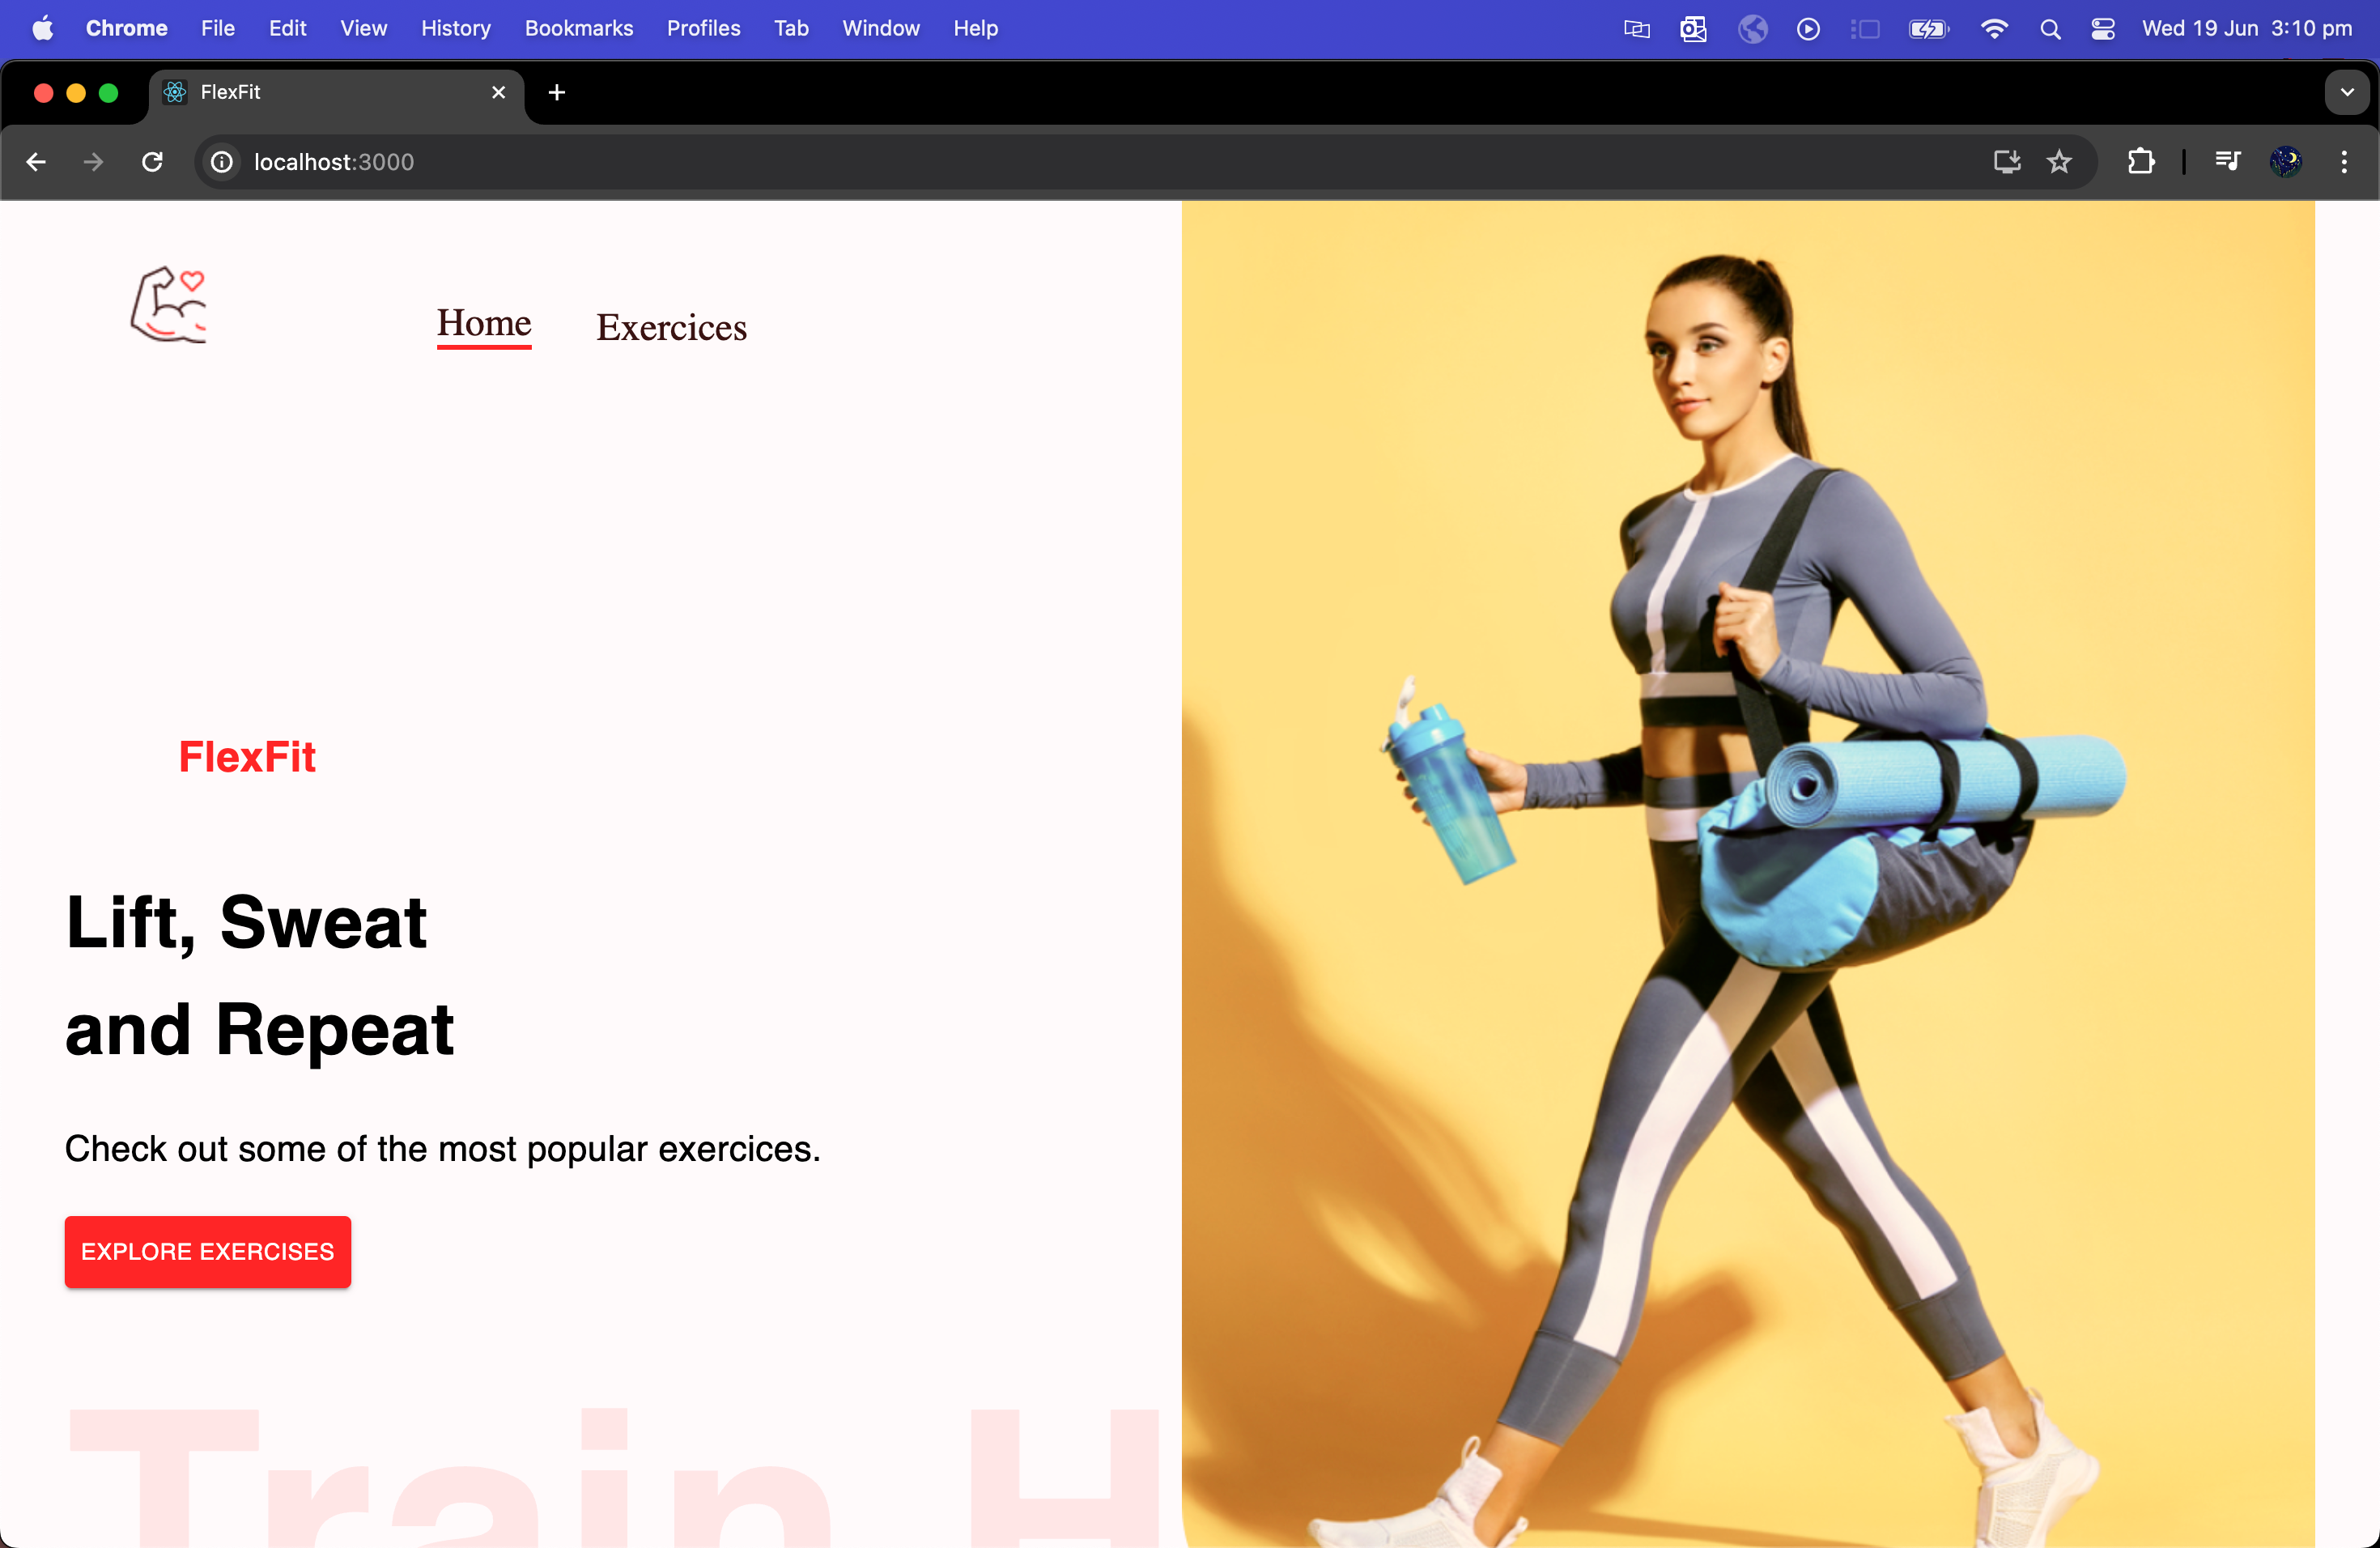 Chrome File Edit View History Bookmarks Profiles Tab Window Help Wed 19 Jun 3:10 pm
FlexFit
localhost:3000
Home Exercices
FlexFit
Lift, Sweat
and Repeat
Check out some of the most popular exercices.
EXPLORE EXERCISES
Train H